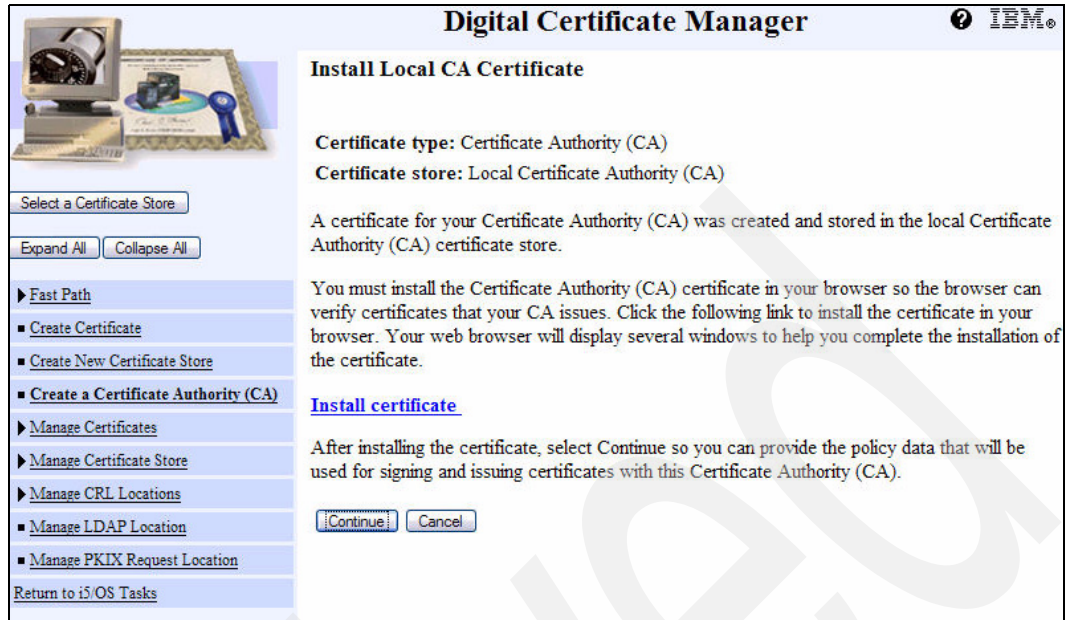 Digital Certificate Manager
IBM®
Install Local CA Certificate
Certificate type: Certificate Authority (CA)
Certificate store: Local Certificate Authority (CA)
Select a Certificate Store
Expand All Collapse All
Fast Path
Create Certificate
Create New Certificate Store
Create a Certificate Authority (CA)
Manage Certificates
Manage Certificate Store
Manage CRL Locations
Manage LDAP Location
Manage PKIX Request Location
Return to i5/OS Tasks
A certificate for your Certificate Authority (CA) was created and stored in the local Certificate
Authority (CA) certificate store.
You must install the Certificate Authority (CA) certificate in your browser so the browser can
verify certificates that your CA issues. Click the following link to install the certificate in your
browser. Your web browser will display several windows to help you complete the installation of
the certificate.
Install certificate
After installing the certificate, select Continue so you can provide the policy data that will be
used for signing and issuing certificates with this Certificate Authority (CA).
Continue Cancel